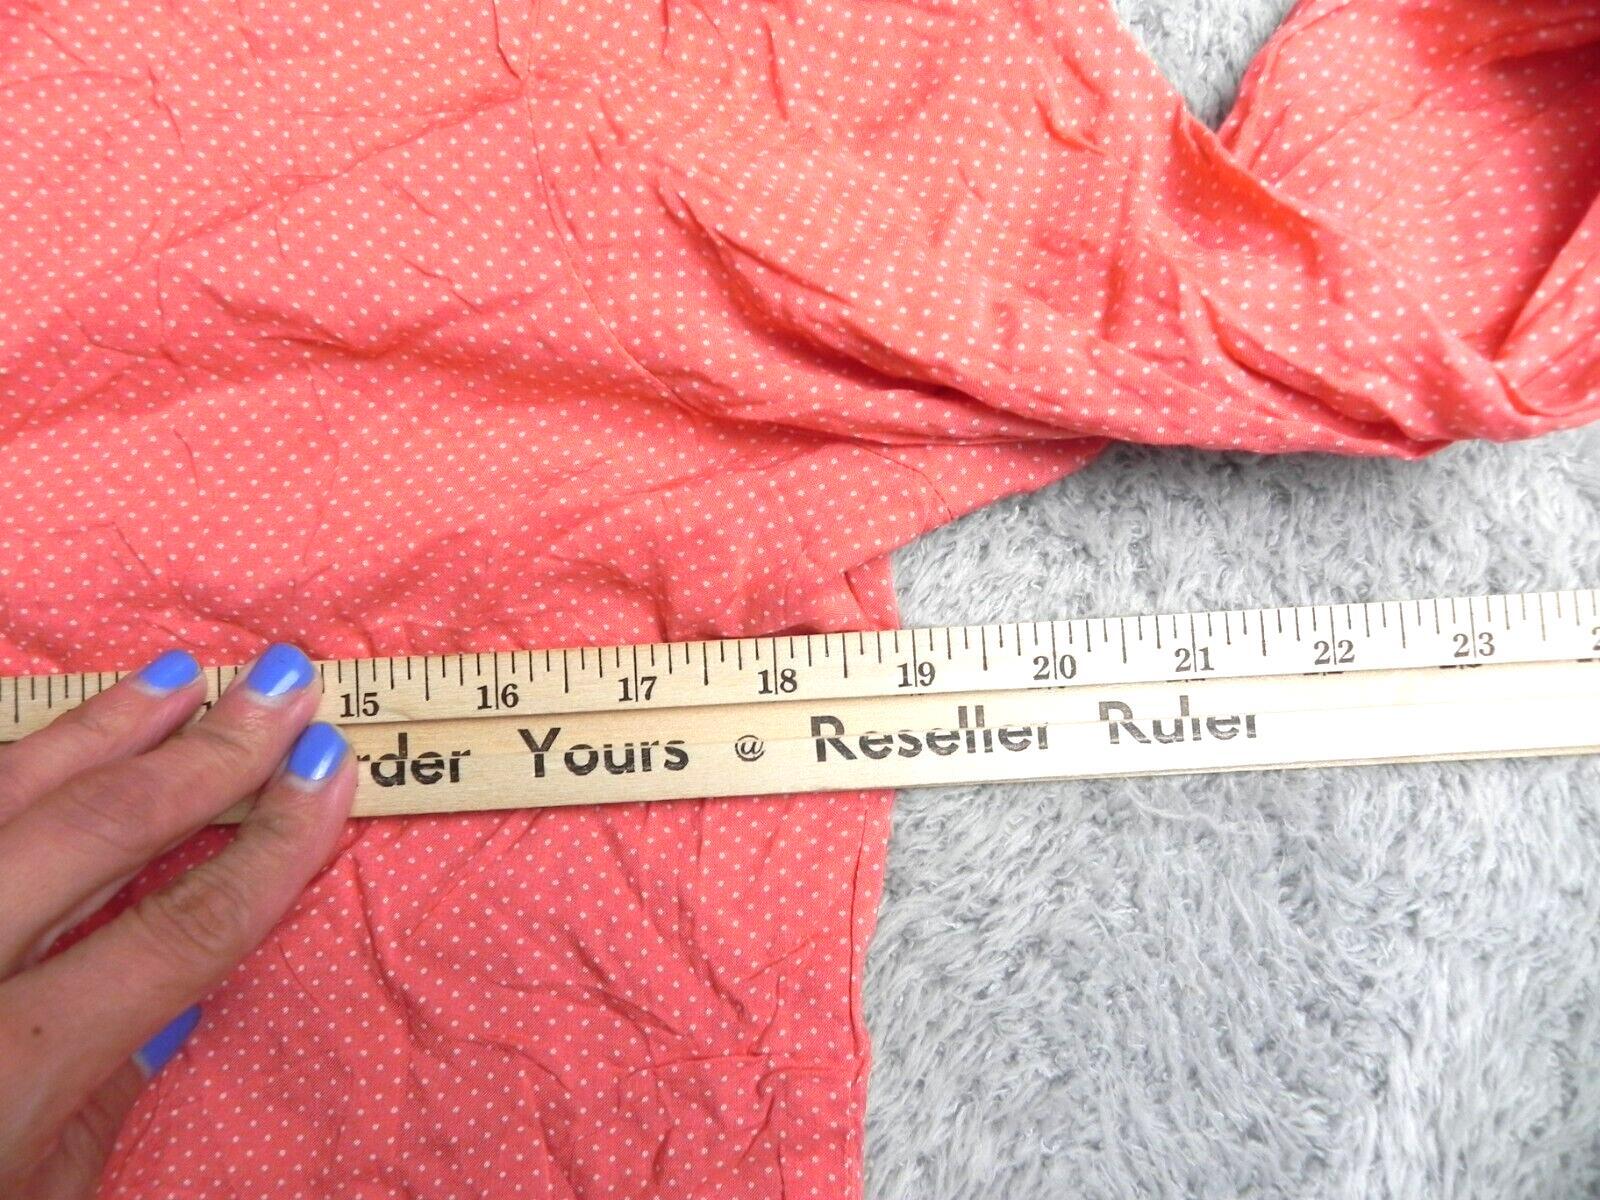 15 16 17 18 19 20 21 22 23
rder Yours @ Reseller Ruler